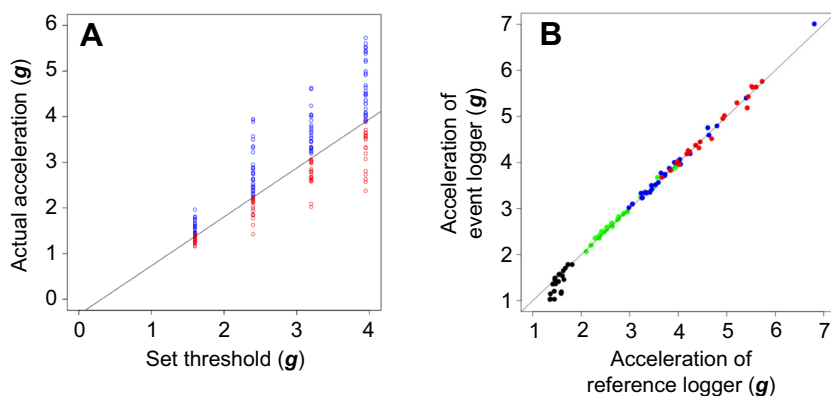 A
6
5
4
3
2
1
0
Actual acceleration (g)
0 1 2 3 4
Set threshold (g)
B
7
6
5
4
3
2
1
Acceleration of
event logger (g)
1 2 3 4 5 6 7
Acceleration of
reference logger (g)